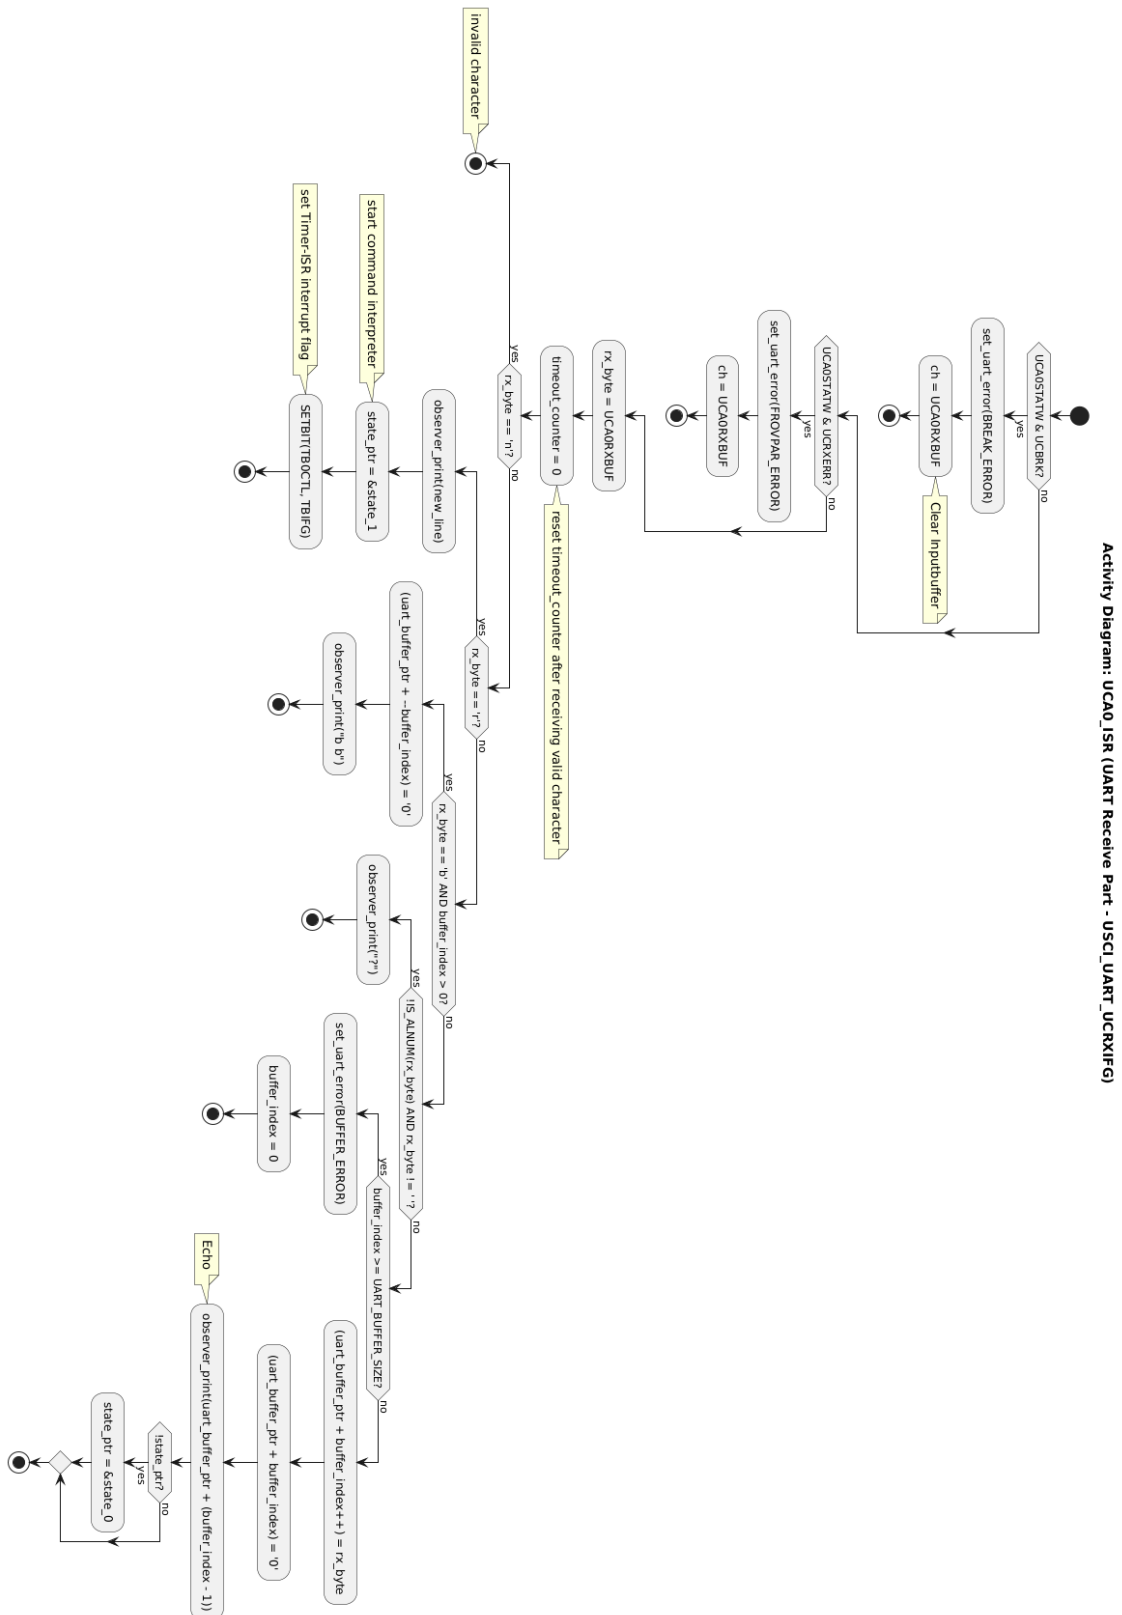 Activity Diagram: UCA0_ISR (UART Receive Part - USCI_UART_UCRXIFG)
UCA0STATW & UCBRK?
yes
no
set_uart_error(BREAK_ERROR)
ch = UCA0RXBUF
Clear Inputbuffer
UCA0STATW & UCRXERR?
yes
no
set_uart_error(FROVPAR_ERROR)
ch = UCA0RXBUF
rx_byte = UCA0RXBUF
timeout_counter = 0
reset timeout_counter after receiving valid character
yes
rx_byte == 'n'?
no
invalid character
yes
rx_byte == 'r'?
no
observer_print(new_line)
start command interpreter
state_ptr = &state_1
set Timer-ISR interrupt flag
SETBIT(TB0CTL, TBIFG)
yes
rx_byte == 'b' AND buffer_index > 0?
no
(uart_buffer_ptr + --buffer_index) = '0'
observer_print("b b")
yes
!IS_ALNUM(rx_byte) AND rx_byte != ' '?
no
observer_print("?")
yes
buffer_index >= UART_BUFFER_SIZE?
no
set_uart_error(BUFFER_ERROR)
buffer_index = 0
(uart_buffer_ptr + buffer_index++) = rx_byte
(uart_buffer_ptr + buffer_index) = '0'
Echo
observer_print(uart_buffer_ptr + (buffer_index - 1))
!state_ptr?
yes
no
state_ptr = &state_0